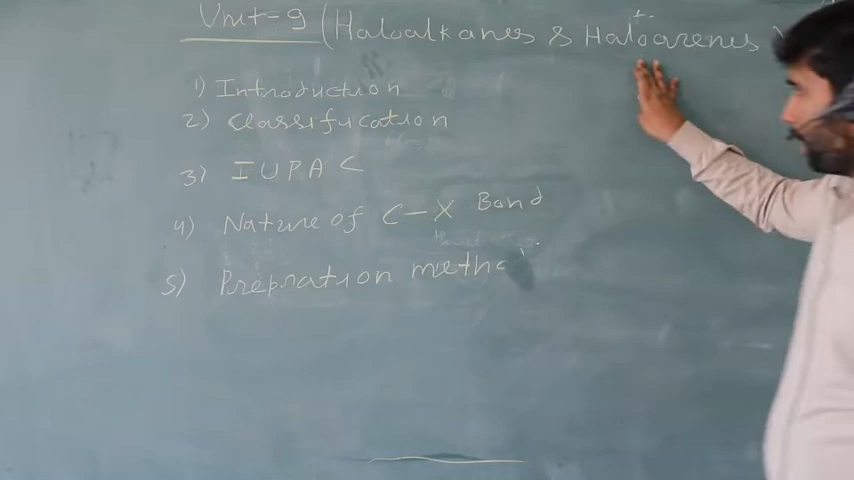 Unit-9 (Haloalkanes & Haloarenes)
1) Introduction
2) Classification
3) IUPAC
4) Nature of C-X Bond
5) Prepration metho